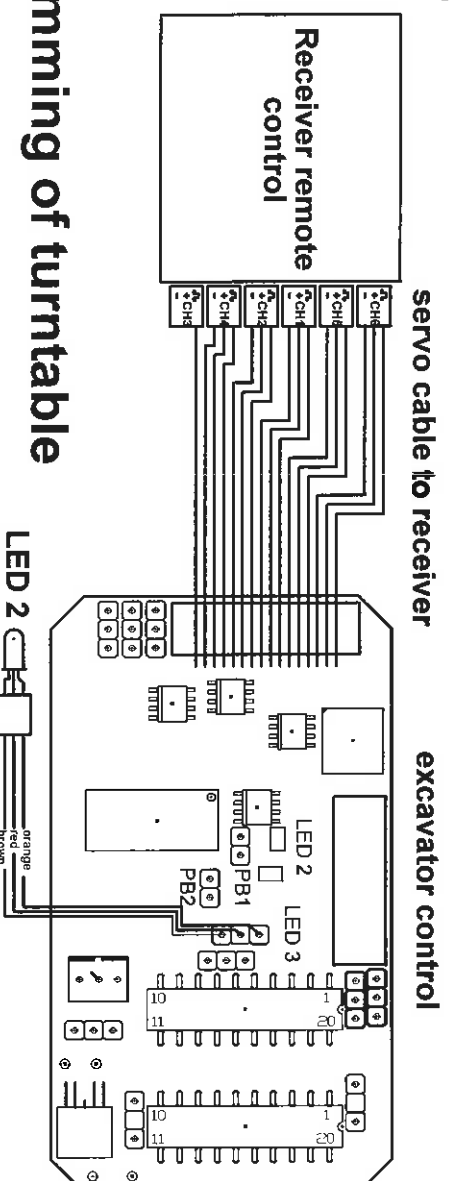 servo cable to receiver
excavator control
Receiver remote
control
+CH6
-
+CH5
-
+CH1
-
+CH2
-
+CH4
-
+CH3
-
LED 2
LED 3
PB1
PB2
1
20
10
11
1
20
10
11
LED 2
orange
red
brown
mming of turntable